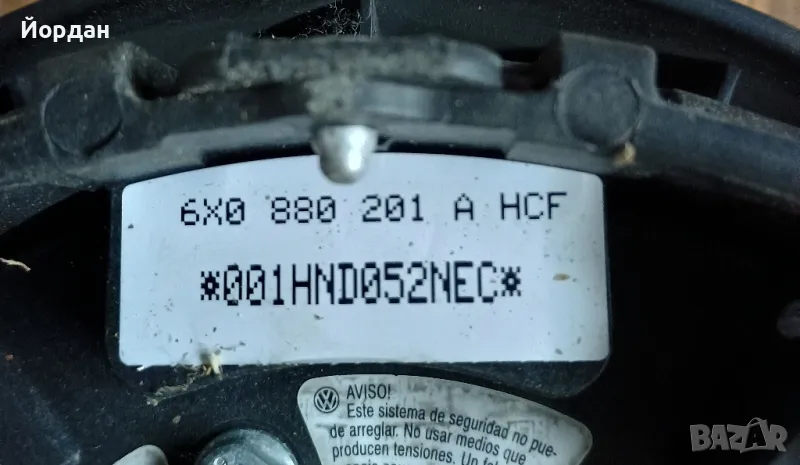 Йордан
6X0 880 201 A HCF
*001HND052NEC*
AVISO!
Este sistema de seguridad no pue-
de arreglar. No usar medios que
producen tensiones. Un
BAZAR